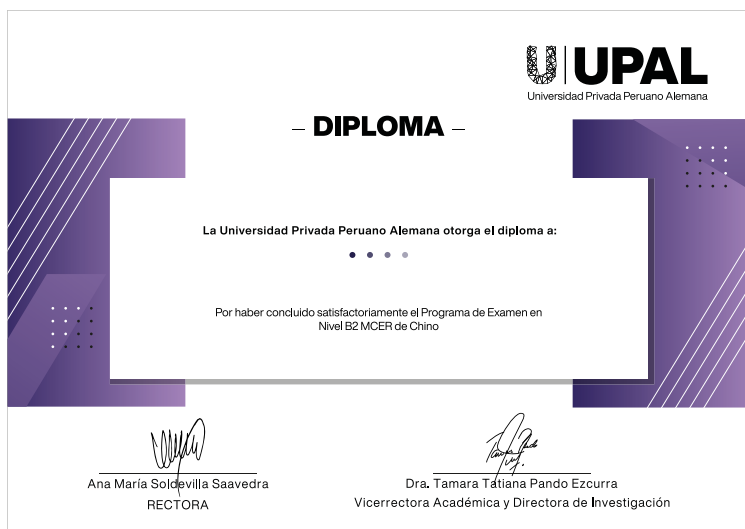 UPAL
Universidad Privada Peruano Alemana
– DIPLOMA –
La Universidad Privada Peruano Alemana otorga el diploma a:
Por haber concluido satisfactoriamente el Programa de Examen en
Nivel B2 MCER de Chino
Ana María Soldevilla Saavedra
RECTORA
Dra. Tamara Tatiana Pando Ezcurra
Vicerrectora Académica y Directora de Investigación